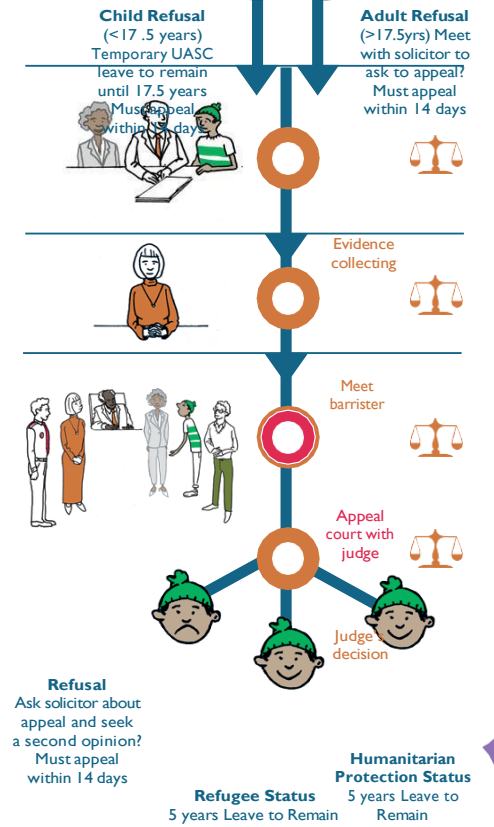 Child Refusal
(<17 .5 years)
Temporary UASC
leave to remain
until 17.5 years
Must appeal
within 14 days
Adult Refusal
(>17.5yrs) Meet
with solicitor to
ask to appeal?
Must appeal
within 14 days
Evidence
collecting
Meet
barrister
Appeal
court with
judge
Judge's
decision
Refusal
Ask solicitor about
appeal and seek
a second opinion?
Must appeal
within 14 days
Refugee Status
5 years Leave to Remain
Humanitarian
Protection Status
5 years Leave to
Remain